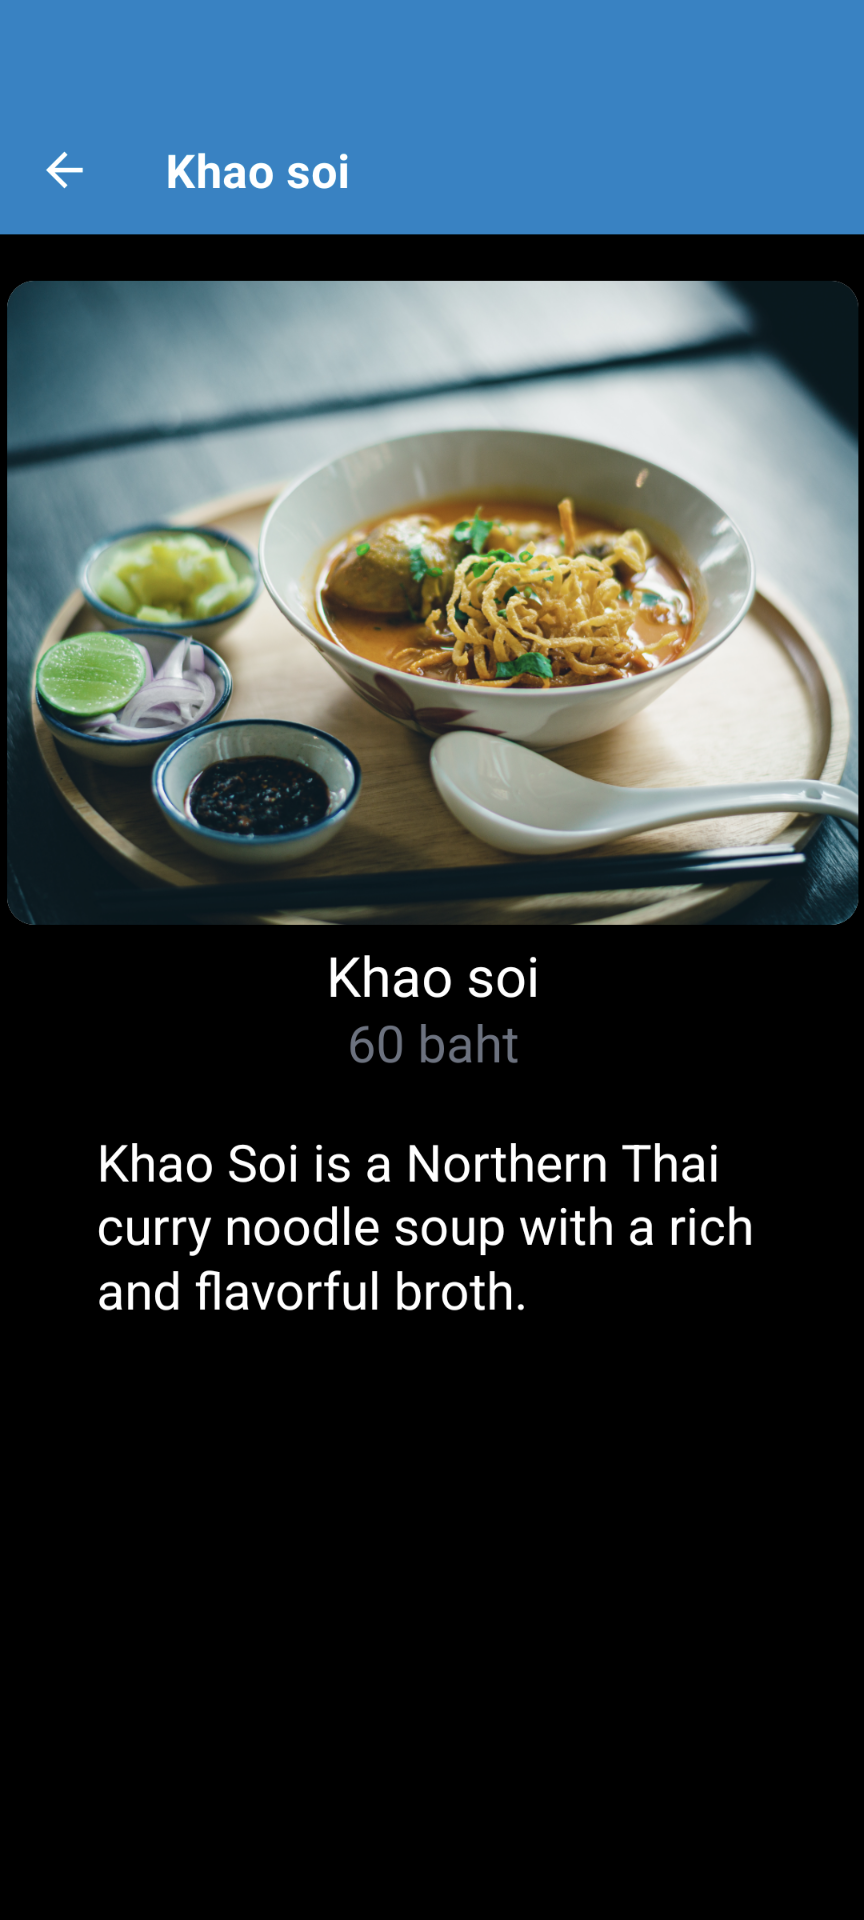 Khao soi
Khao soi
60 baht
Khao Soi is a Northern Thai
curry noodle soup with a rich
and flavorful broth.